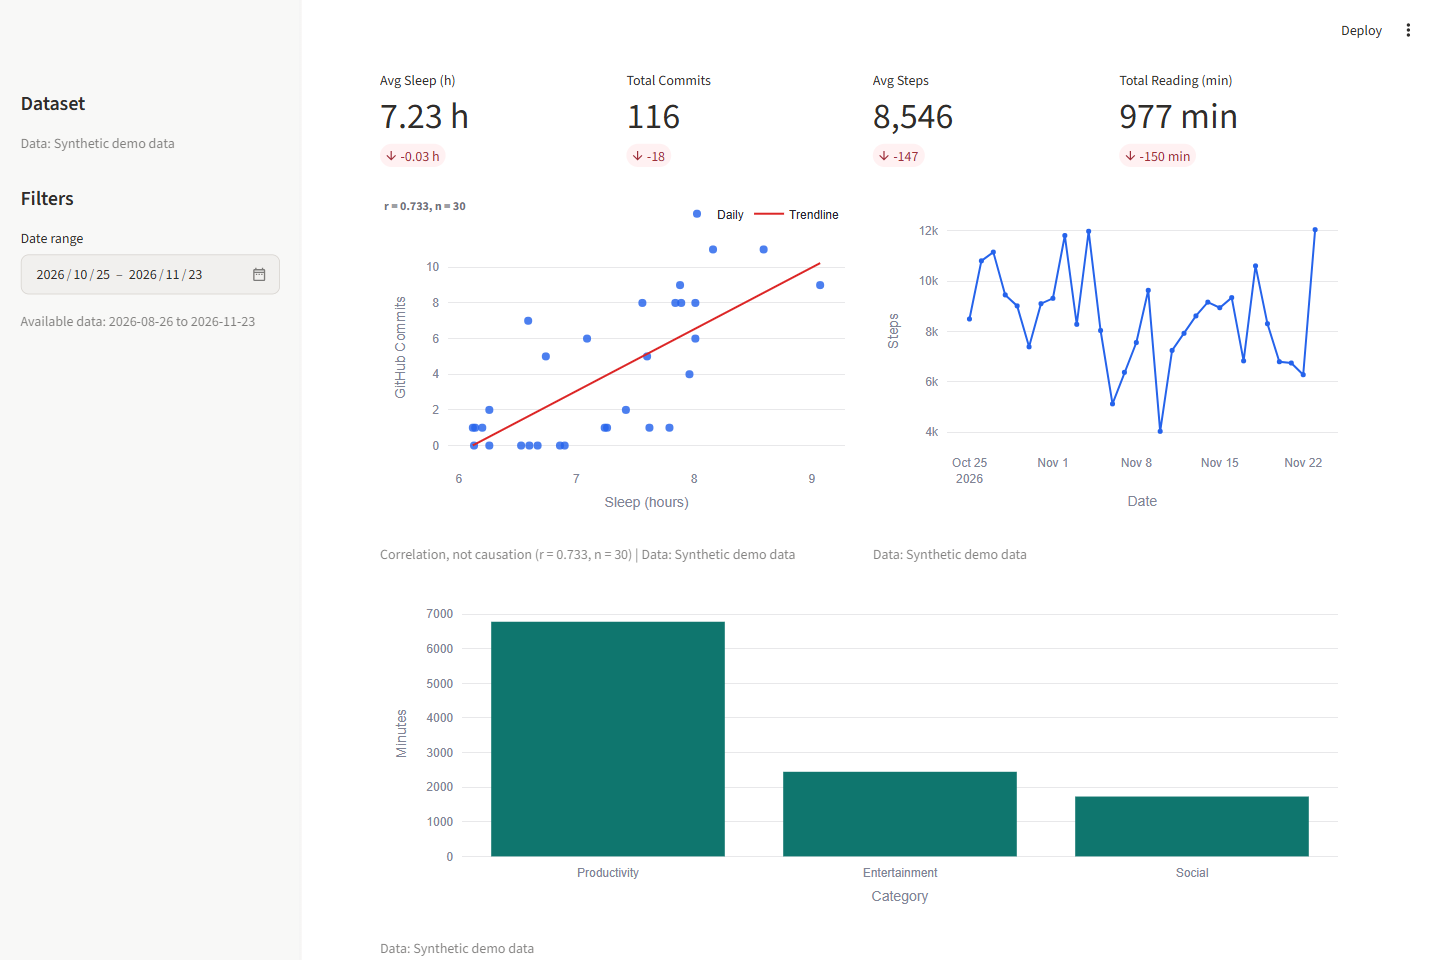 Deploy
Dataset
Data: Synthetic demo data
Filters
Date range
2026/10/25 – 2026/11/23
Available data: 2026-08-26 to 2026-11-23
Avg Sleep (h)
7.23 h
-0.03 h
Total Commits
116
-18
Avg Steps
8,546
-147
Total Reading (min)
977 min
-150 min
r = 0.733, n = 30
Daily
Trendline
GitHub Commits
10
8
6
4
2
0
6 7 8 9
Sleep (hours)
Correlation, not causation (r = 0.733, n = 30) | Data: Synthetic demo data
Steps
12k
10k
8k
6k
4k
Oct 25 Nov 1 Nov 8 Nov 15 Nov 22
2026
Date
Data: Synthetic demo data
Minutes
7000
6000
5000
4000
3000
2000
1000
0
Productivity Entertainment Social
Category
Data: Synthetic demo data